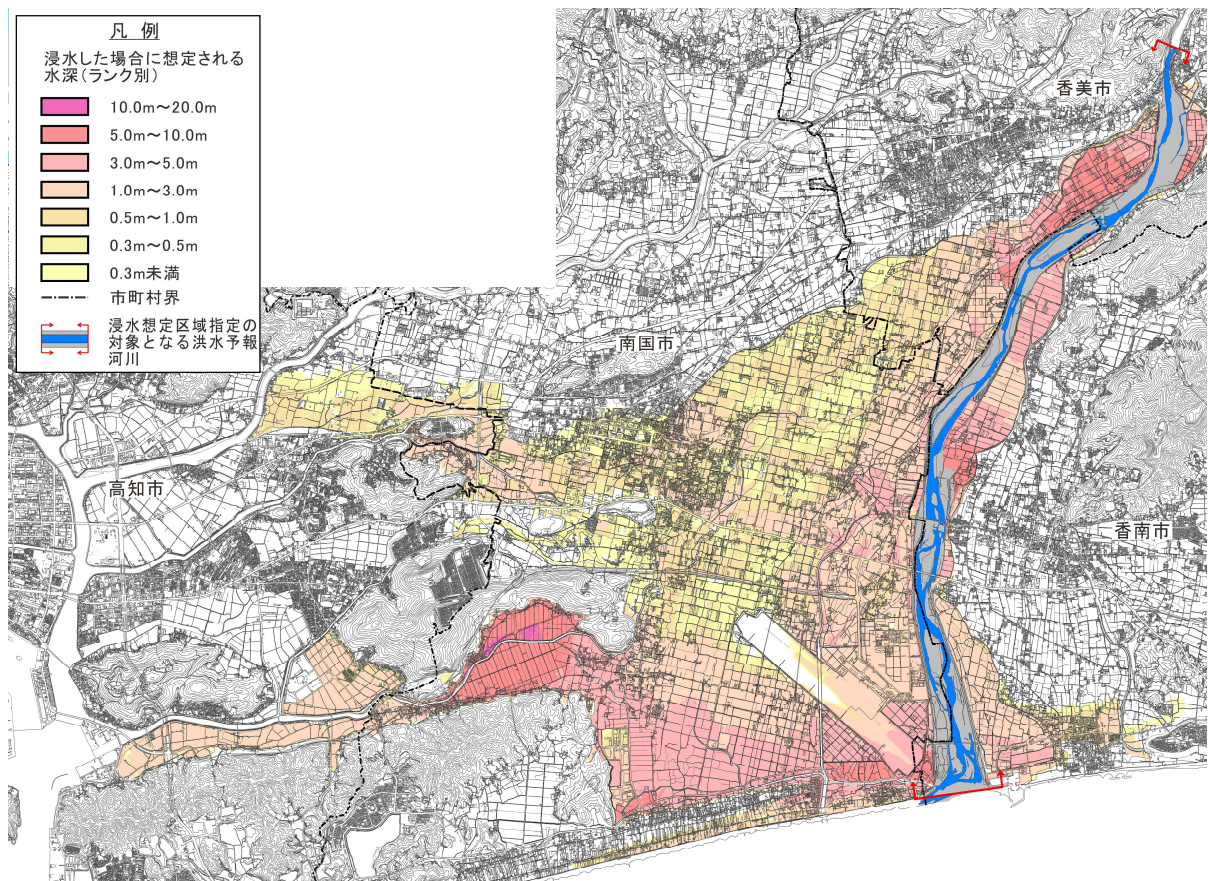 凡 例
浸水した場合に想定される
水深(ランク別)
10.0m～20.0m
5.0m～10.0m
3.0m～5.0m
1.0m～3.0m
0.5m～1.0m
0.3m～0.5m
0.3m未満
市町村界
浸水想定区域指定の
対象となる洪水予報
河川
香美市
南国市
高知市
香南市